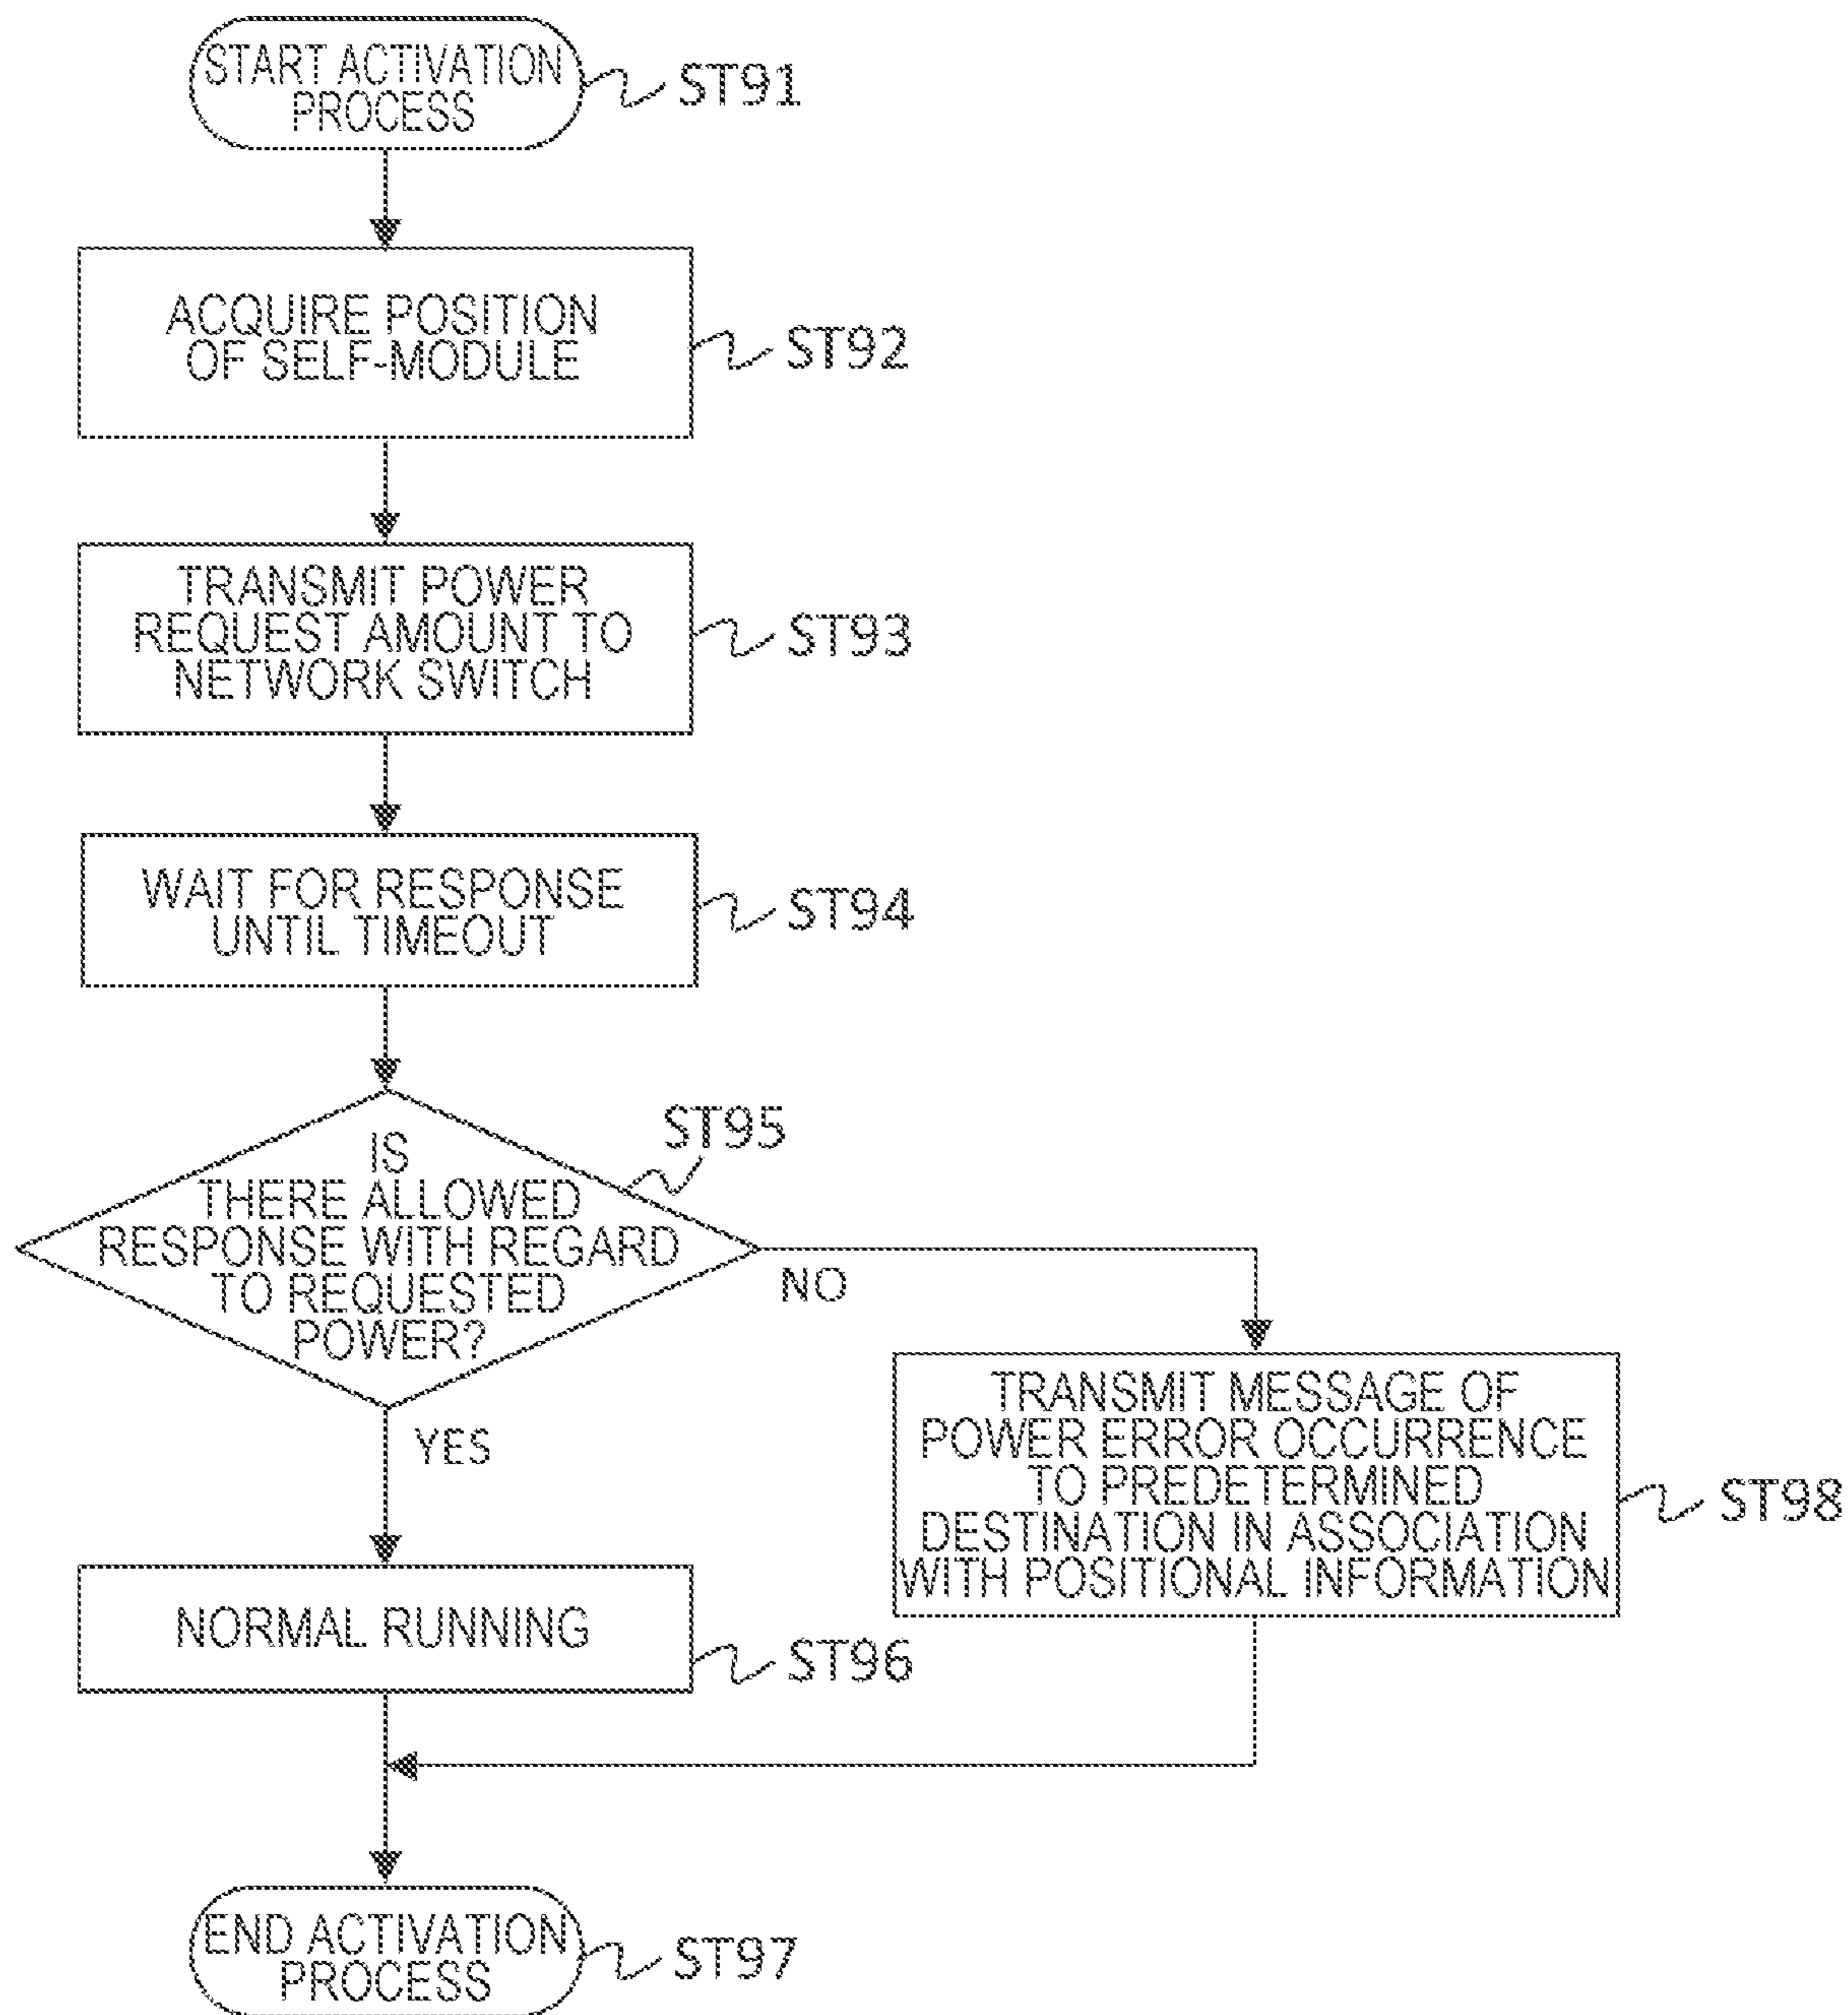 START ACTIVATION
PROCESS
ST91
ACQUIRE POSITION
OF SELF-MODULE
ST92
TRANSMIT POWER
REQUEST AMOUNT TO
NETWORK SWITCH
ST93
WAIT FOR RESPONSE
UNTIL TIMEOUT
ST94
IS
THERE ALLOWED
RESPONSE WITH REGARD
TO REQUESTED
POWER?
ST95
NO
YES
TRANSMIT MESSAGE OF
POWER ERROR OCCURRENCE
TO PREDETERMINED
DESTINATION IN ASSOCIATION
WITH POSITIONAL INFORMATION
ST98
NORMAL RUNNING
ST96
END ACTIVATION
PROCESS
ST97